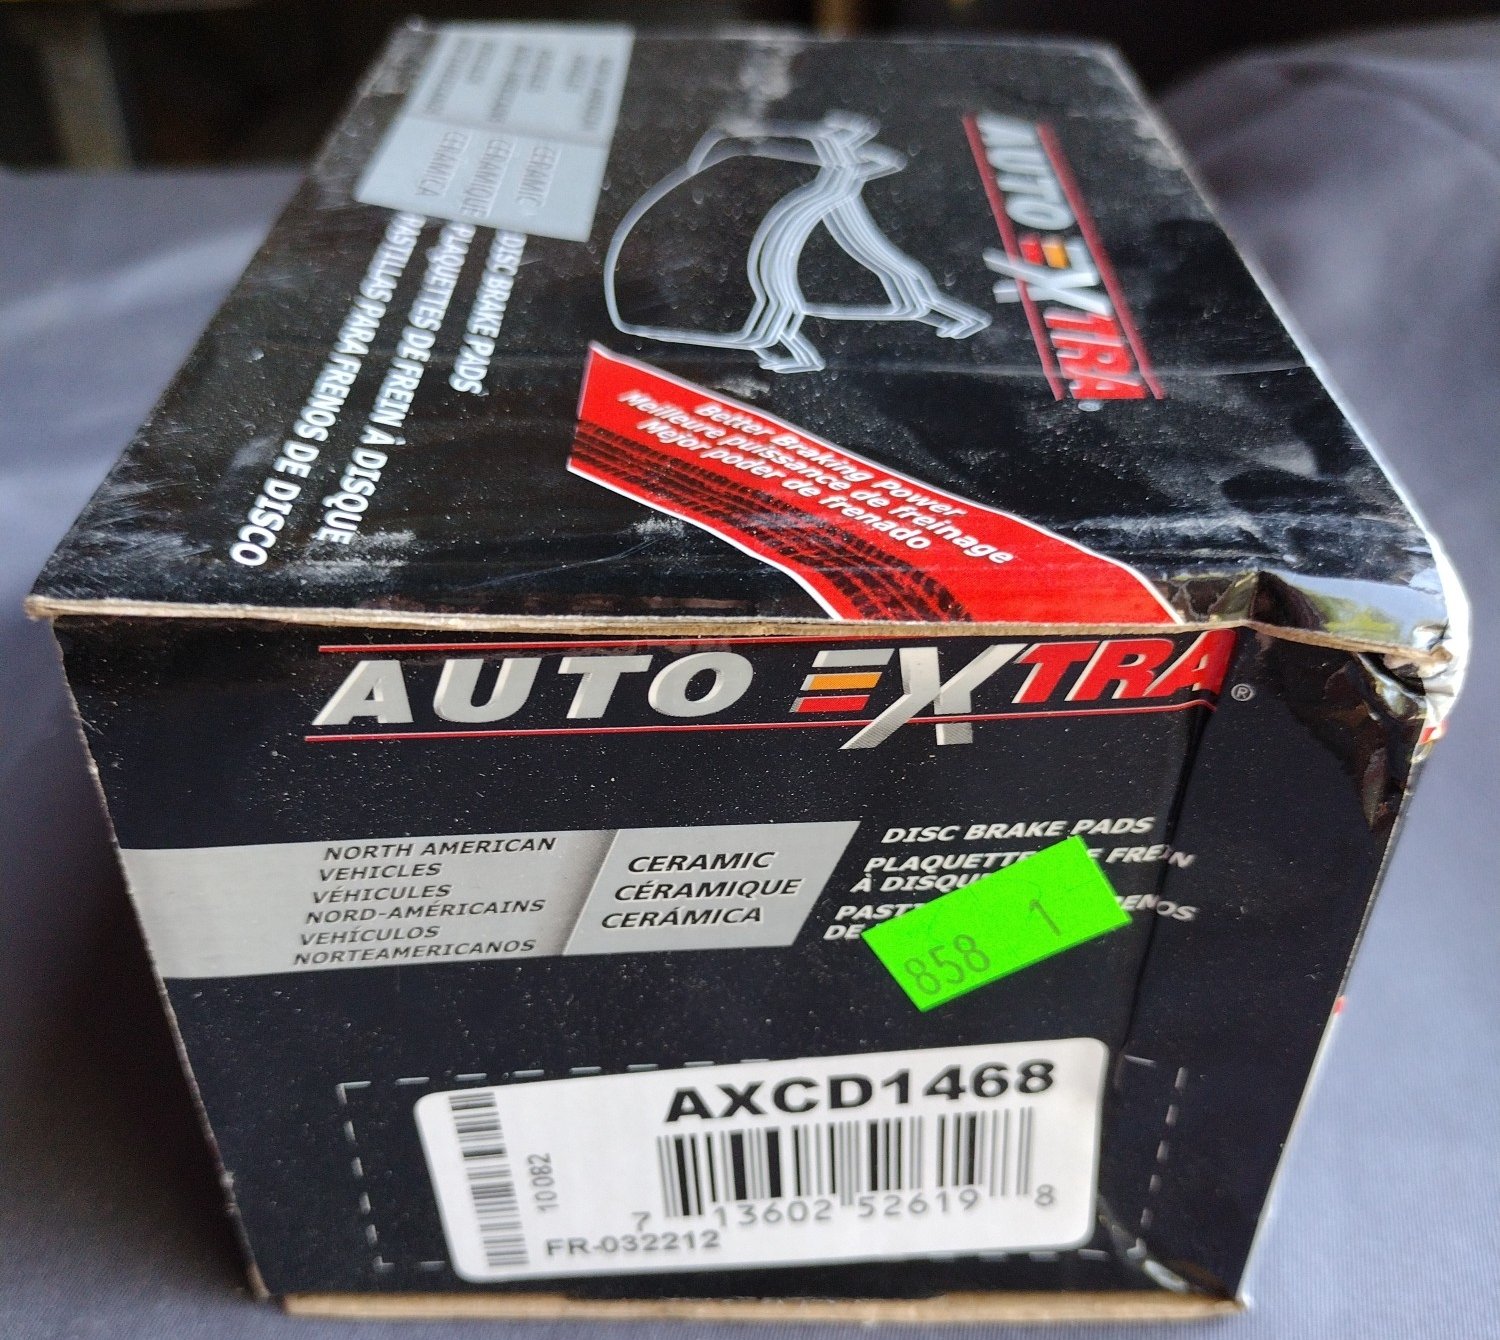 AUTO EXTRA®
CERAMIC
CÉRAMIQUE
CERÁMICA
DISC BRAKE PADS
PLAQUETTES DE FREIN À DISQUE
PASTILLAS PARA FRENOS DE DISCO
Better Braking Power
Meilleure puissance de freinage
Mejor poder de frenado
AUTO EXTRA®
NORTH AMERICAN
VEHICLES
VÉHICULES
NORD-AMÉRICAINS
VEHÍCULOS
NORTEAMERICANOS
CERAMIC
CÉRAMIQUE
CERÁMICA
DISC BRAKE PADS
À
DE
858 1
AXCD1468
10082
7 13602 52619 8
FR-032212